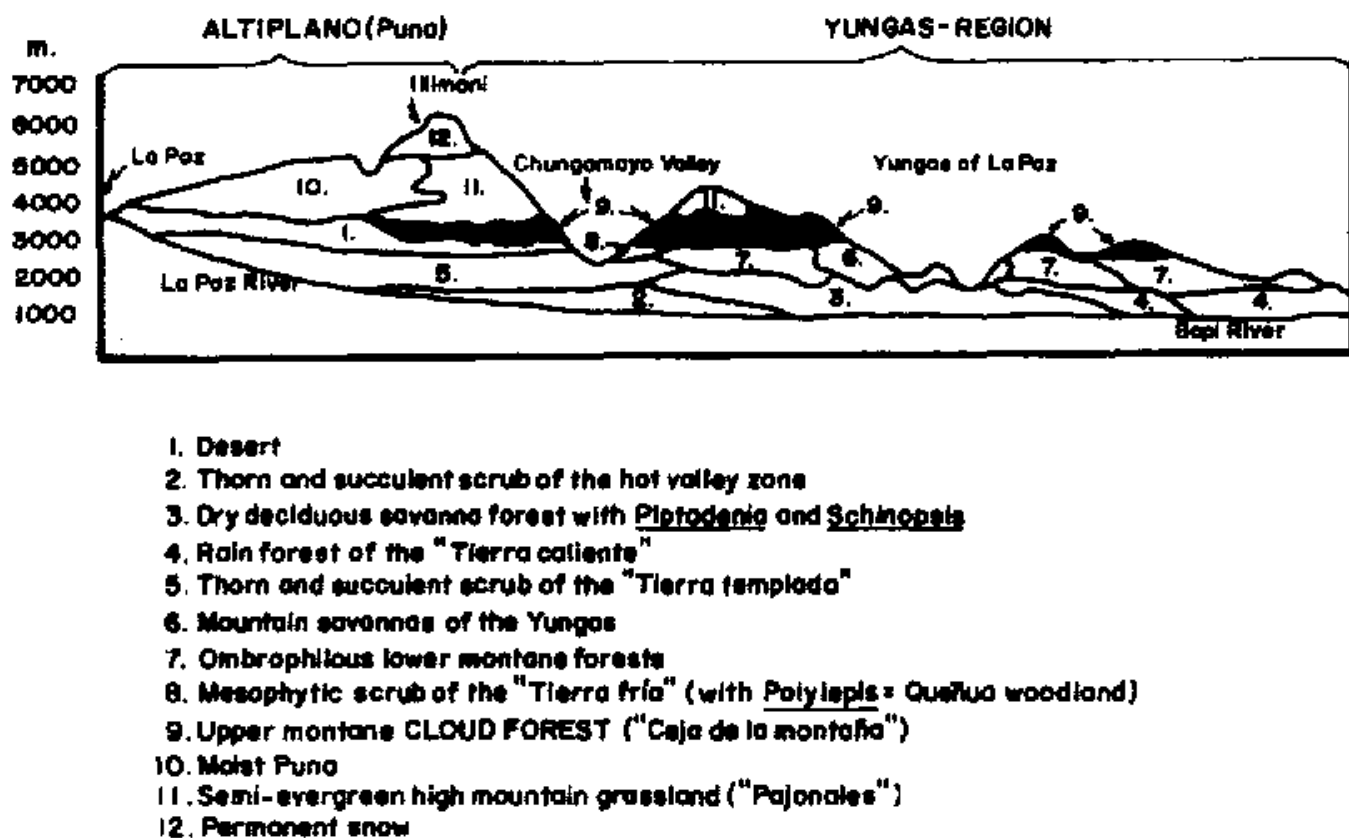 ALTIPLANO (Puna) YUNGAS-REGION
m.
7000
6000
5000
4000
3000
2000
1000
Illimani
La Paz
Chungamayo Valley
Yungas of La Paz
12.
10.
11.
9.
11.
9.
9.
1.
8.
7.
6.
7.
7.
5.
La Paz River
2.
3.
4.
4.
Bopi River
1. Desert
2. Thorn and succulent scrub of the hot valley zone
3. Dry deciduous savanna forest with Piptadenia and Schinopsis
4. Rain forest of the "Tierra caliente"
5. Thorn and succulent scrub of the "Tierra templada"
6. Mountain savannas of the Yungas
7. Ombrophilous lower montane forests
8. Mesophytic scrub of the "Tierra fría" (with Polylepis = Queñua woodland)
9. Upper montane CLOUD FOREST ("Ceja de la montaña")
10. Moist Puna
11. Semi-evergreen high mountain grassland ("Pajonales")
12. Permanent snow